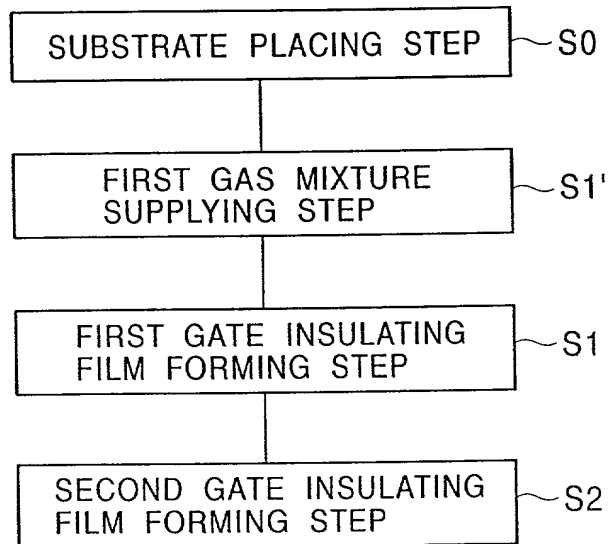 SUBSTRATE PLACING STEP
S0
FIRST GAS MIXTURE
SUPPLYING STEP
S1'
FIRST GATE INSULATING
FILM FORMING STEP
S1
SECOND GATE INSULATING
FILM FORMING STEP
S2